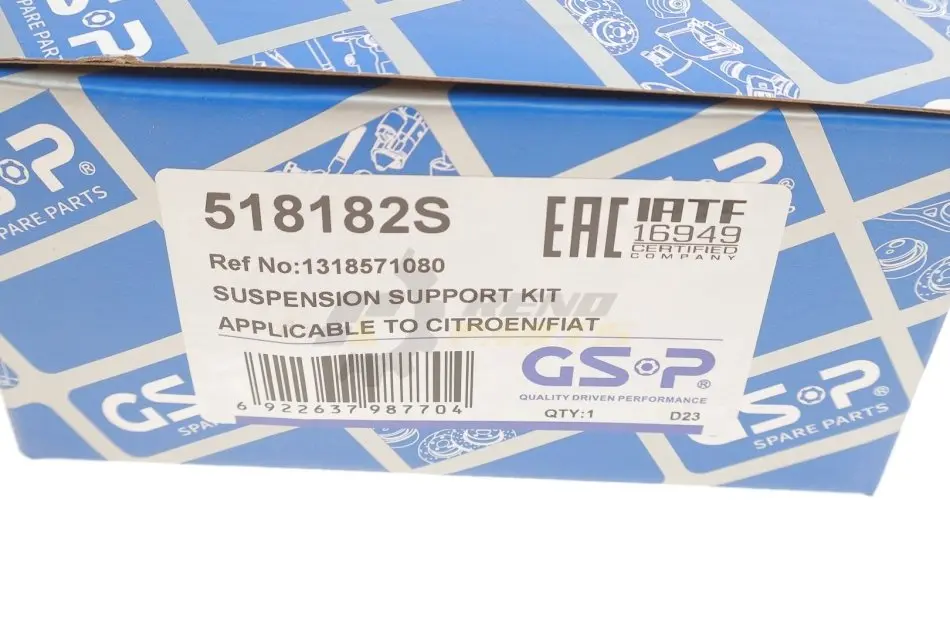 GSP
SPARE PARTS
GSP®
SPARE PARTS
518182S
EAC
IATF
16949
CERTIFIED
COMPANY
Ref No:1318571080
SUSPENSION SUPPORT KIT
APPLICABLE TO CITROEN/FIAT
RENO
6 922637 987704
GSP®
QUALITY DRIVEN PERFORMANCE
QTY:1
D23
GSP®
SPARE PARTS